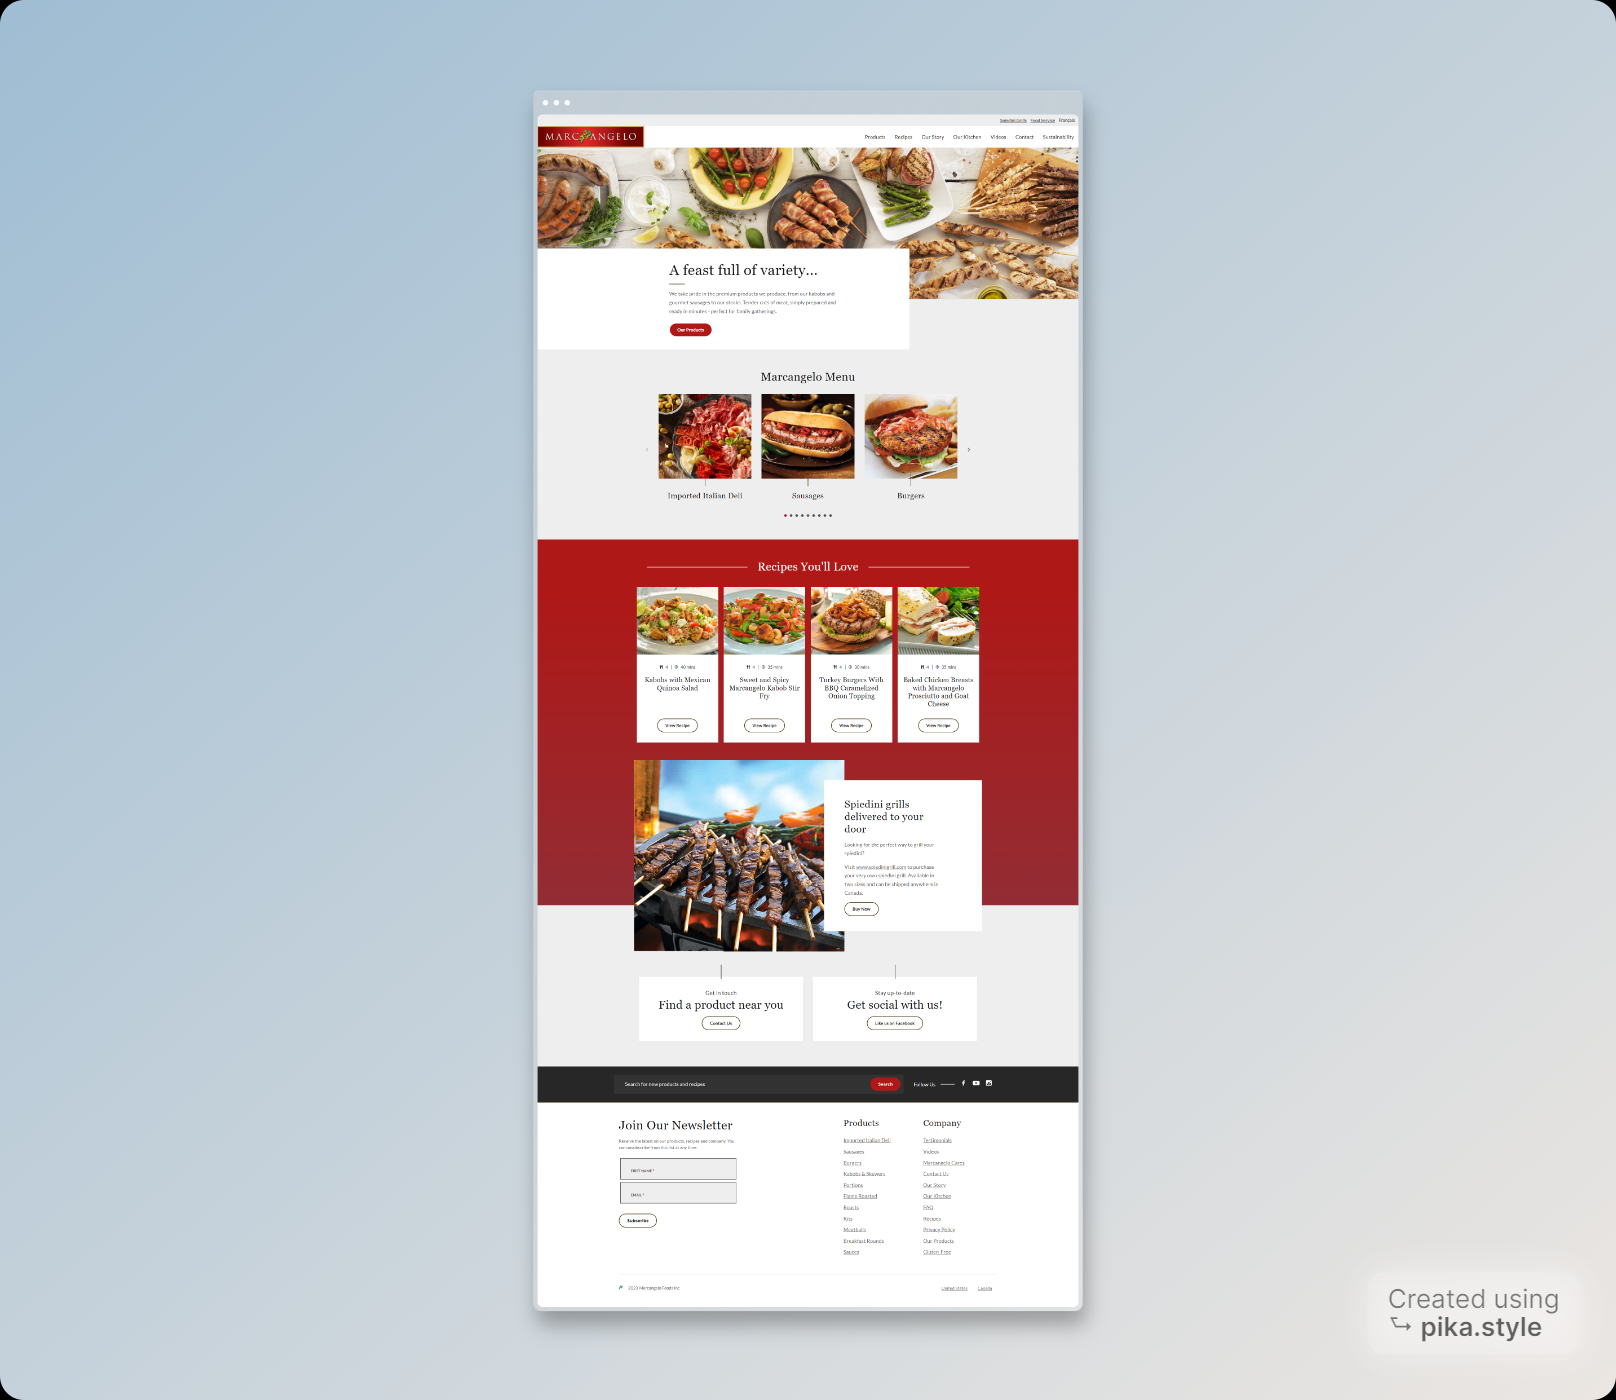 Spiedini Grills Food Service Français
MARCANGELO
Products Recipes Our Story Our Kitchen Videos Contact Sustainability
A feast full of variety...
We take pride in the premium products we produce, from our kabobs and
gourmet sausages to our steaks. Tender cuts of meat, simply prepared and
ready in minutes - perfect for family gatherings.
Our Products
Marcangelo Menu
Imported Italian Deli
Sausages
Burgers
Recipes You'll Love
4 | 40 mins
Kabobs with Mexican
Quinoa Salad
View Recipe
4 | 35 mins
Sweet and Spicy
Marcangelo Kabob Stir
Fry
View Recipe
4 | 30 mins
Turkey Burgers With
BBQ Caramelized
Onion Topping
View Recipe
4 | 35 mins
Baked Chicken Breasts
with Marcangelo
Prosciutto and Goat
Cheese
View Recipe
Spiedini grills
delivered to your
door
Looking for the perfect way to grill your
spiedini?
Visit www.spiedinigrill.com to purchase
your very own spiedini grill. Available in
two sizes and can be shipped anywhere in
Canada.
Buy Now
Get in touch
Find a product near you
Contact Us
Stay up-to-date
Get social with us!
Like us on Facebook
Search for new products and recipes
Search
Follow Us
Join Our Newsletter
Receive the latest on our products, recipes and company. You
can unsubscribe from this list at any time.
FIRST NAME *
EMAIL *
Subscribe
Products
Imported Italian Deli
Sausages
Burgers
Kabobs & Skewers
Portions
Flame Roasted
Roasts
Ribs
Meatballs
Breakfast Rounds
Sauces
Company
Testimonials
Videos
Marcangelo Cares
Contact Us
Our Story
Our Kitchen
FAQ
Recipes
Privacy Policy
Our Products
Gluten Free
2023 Marcangelo Foods Inc
United States Canada
Created using
pika.style